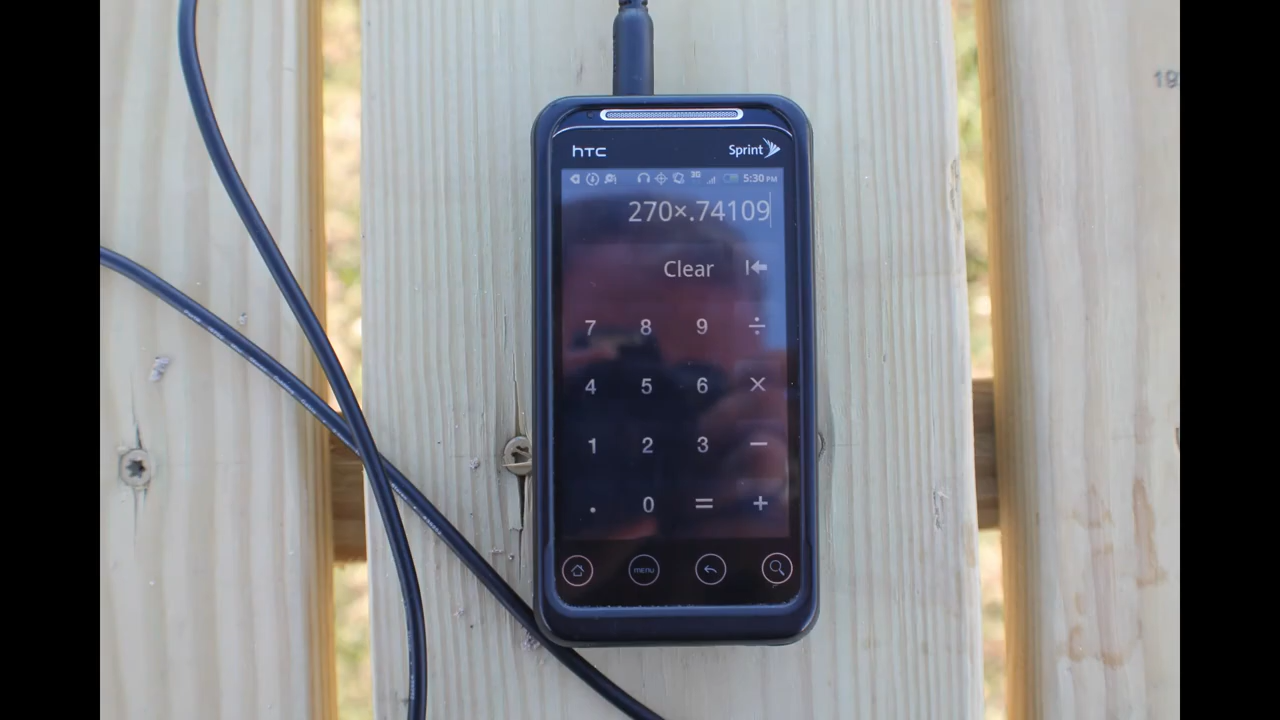 19
hTC Sprint
3G 5:30 PM
270×.74109
Clear
7 8 9 ÷
4 5 6 ×
1 2 3 −
. 0 = +
MENU